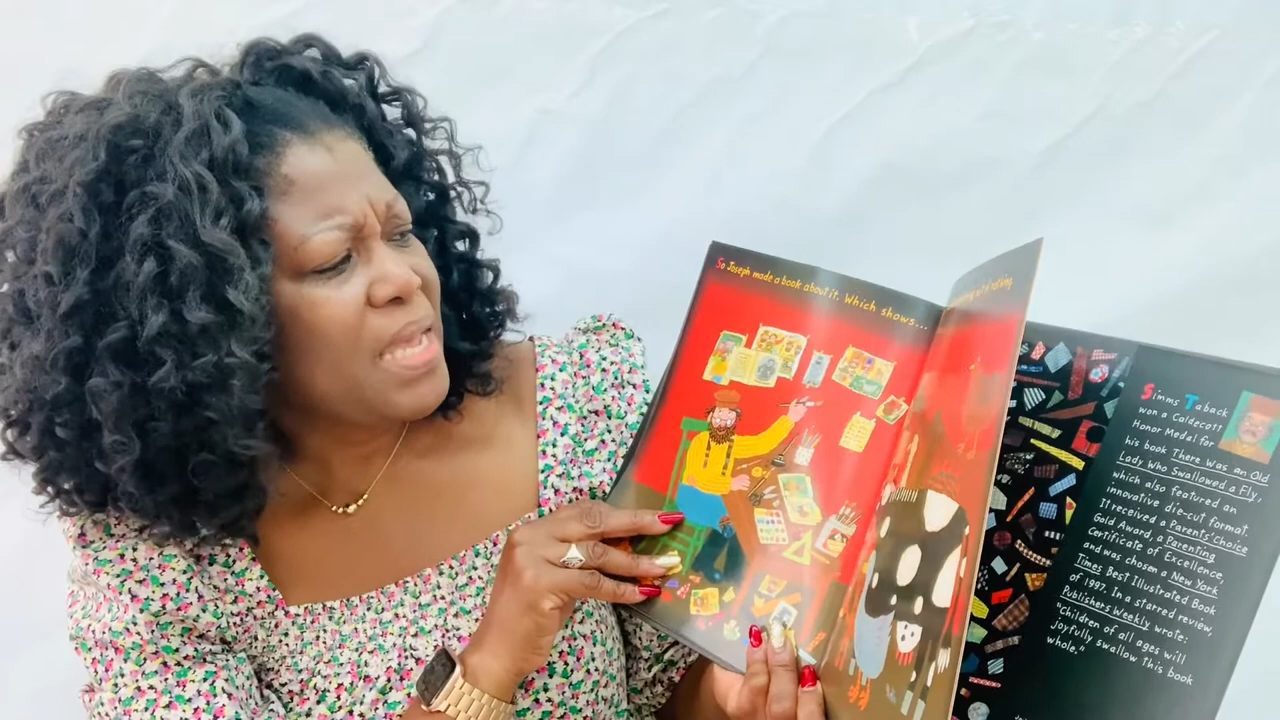 So Joseph made a book about it. Which shows...
out of nothing
Simms Taback
won a Caldecott
Honor Medal for
his book There Was an Old
Lady Who Swallowed a Fly,
which also featured an
innovative die-cut format.
It received a Parents' Choice
Gold Award, a Parenting
Certificate of Excellence,
and was chosen a New York
Times Best Illustrated Book
of 1997. In a starred review,
Publishers Weekly wrote:
"Children of all ages will
joyfully swallow this book
whole."